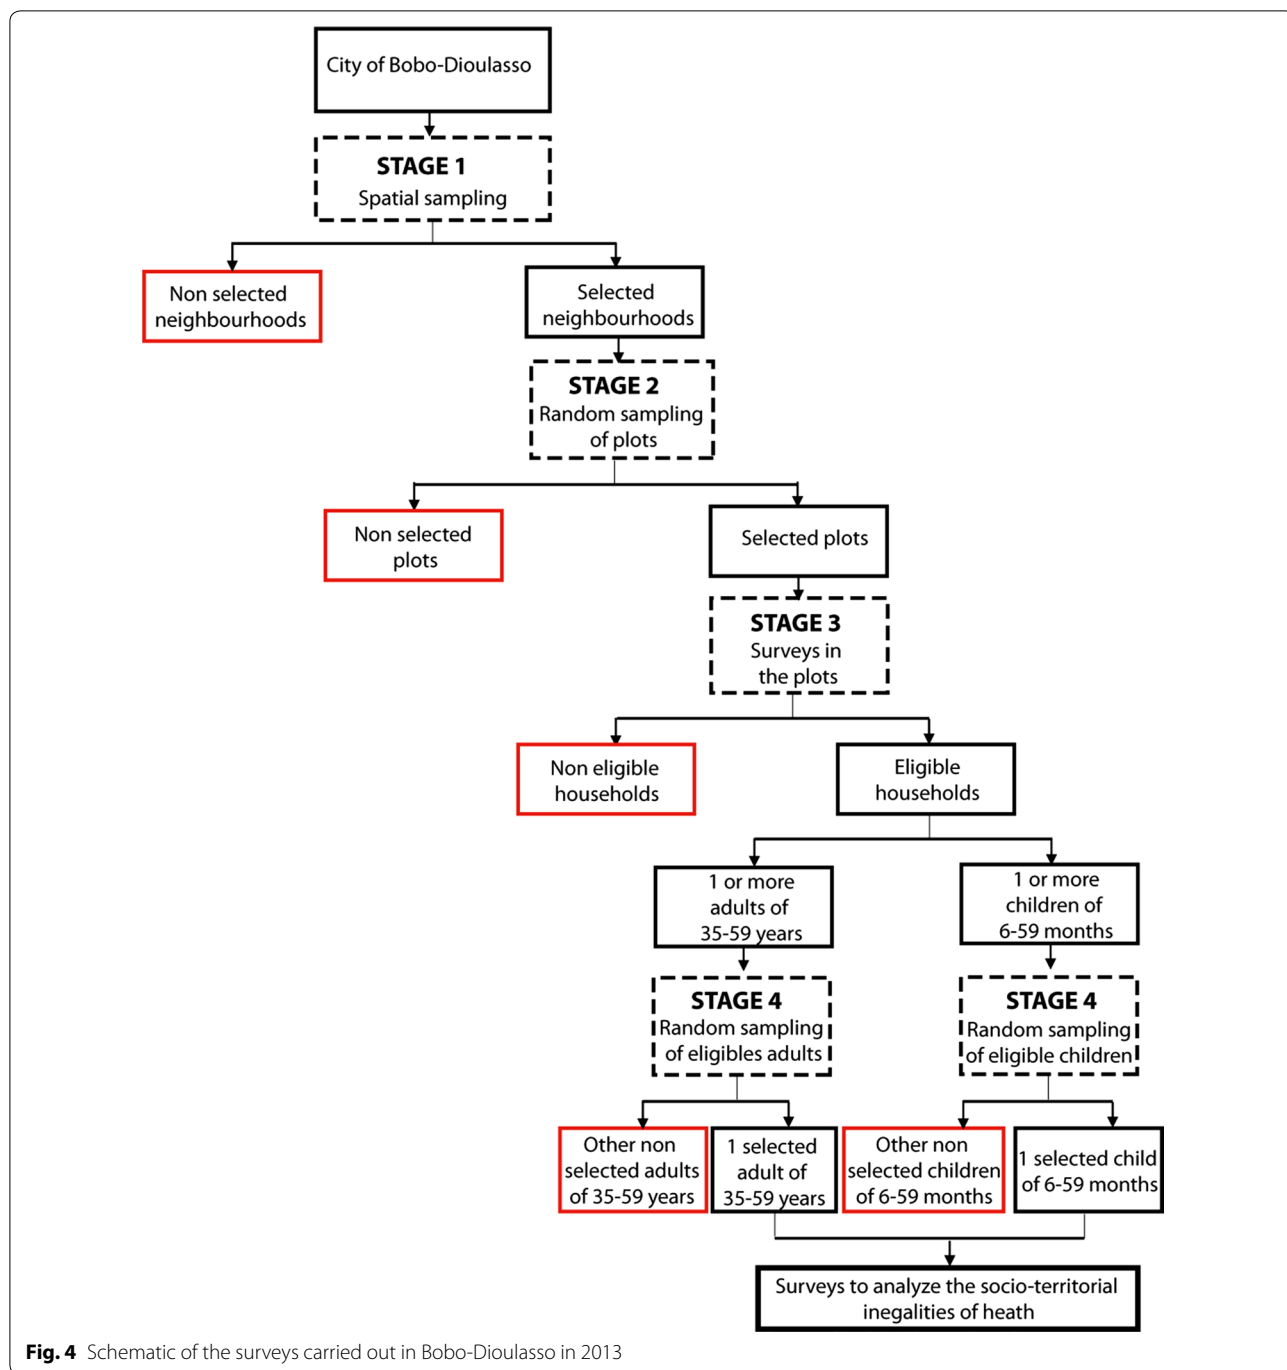 City of Bobo-Dioulasso
STAGE 1
Spatial sampling
Non selected
neighbourhoods
Selected
neighbourhoods
STAGE 2
Random sampling
of plots
Non selected
plots
Selected plots
STAGE 3
Surveys in
the plots
Non eligible
households
Eligible
households
1 or more
adults of
35-59 years
1 or more
children of
6-59 months
STAGE 4
Random sampling
of eligibles adults
STAGE 4
Random sampling
of eligible children
Other non
selected adults
of 35-59 years
1 selected
adult of
35-59 years
Other non
selected children
of 6-59 months
1 selected child
of 6-59 months
Surveys to analyze the socio-territorial
inegalities of heath
Fig. 4 Schematic of the surveys carried out in Bobo-Dioulasso in 2013